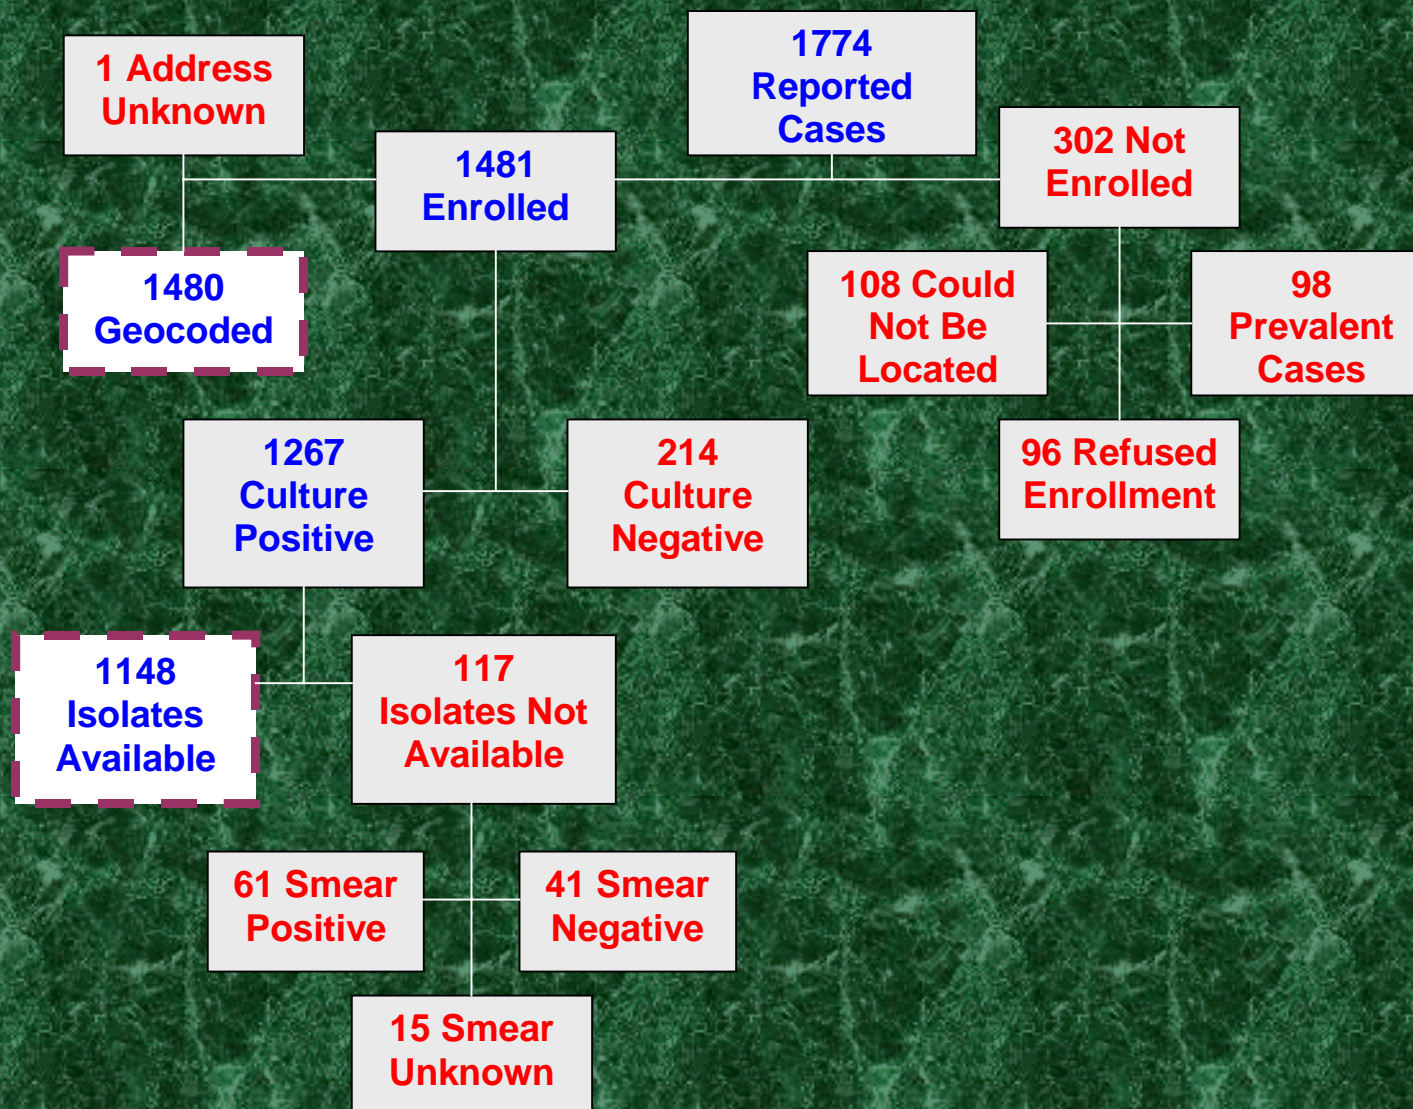 1 Address
Unknown
1774
Reported
Cases
1481
Enrolled
302 Not
Enrolled
1480
Geocoded
108 Could
Not Be
Located
98
Prevalent
Cases
96 Refused
Enrollment
1267
Culture
Positive
214
Culture
Negative
1148
Isolates
Available
117
Isolates Not
Available
61 Smear
Positive
41 Smear
Negative
15 Smear
Unknown